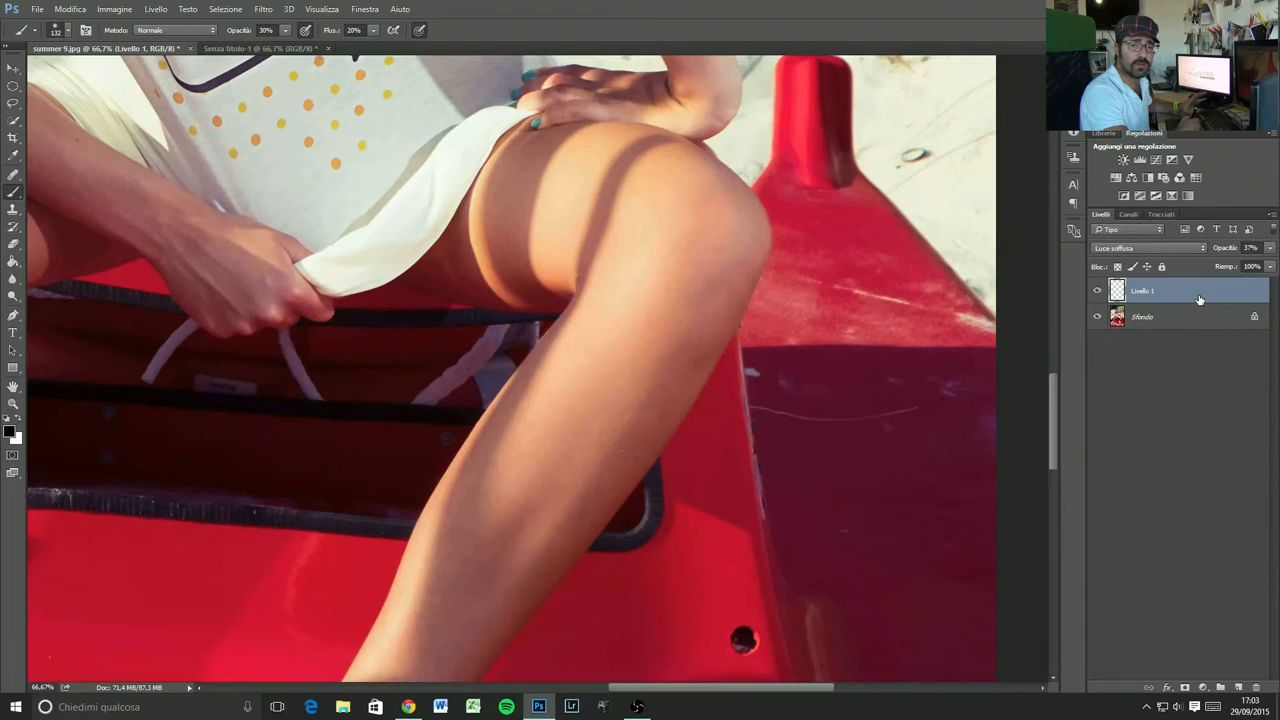 Ps File Modifica Immagine Livello Testo Selezione Filtro 3D Visualizza Finestra Aiuto
132 Metodo: Normale Opacità: 30% Flus.: 20%
summer 9.jpg @ 66,7% (Livello 1, RGB/8) * × Senza titolo-1 @ 66,7% (RGB/8) * ×
Librerie Regolazioni
Aggiungi una regolazione
Livelli Canali Tracciati
Tipo
Luce soffusa Opacità: 37%
Bloc.: Riemp.: 100%
Livello 1
Sfondo
66,67% Doc: 71,4 MB/87,3 MB
Chiedimi qualcosa
17:03
29/09/2015